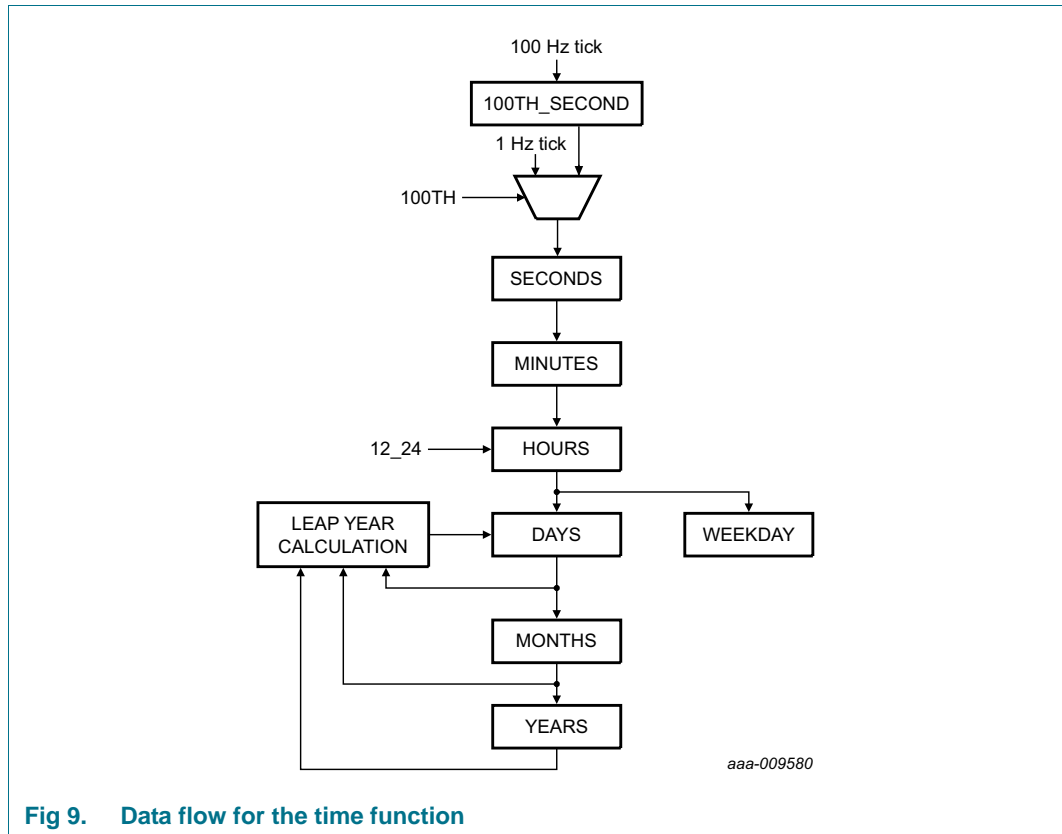 100 Hz tick
100TH_SECOND
1 Hz tick
100TH
SECONDS
MINUTES
12_24
HOURS
LEAP YEAR
CALCULATION
DAYS
WEEKDAY
MONTHS
YEARS
aaa-009580
Fig 9. Data flow for the time function